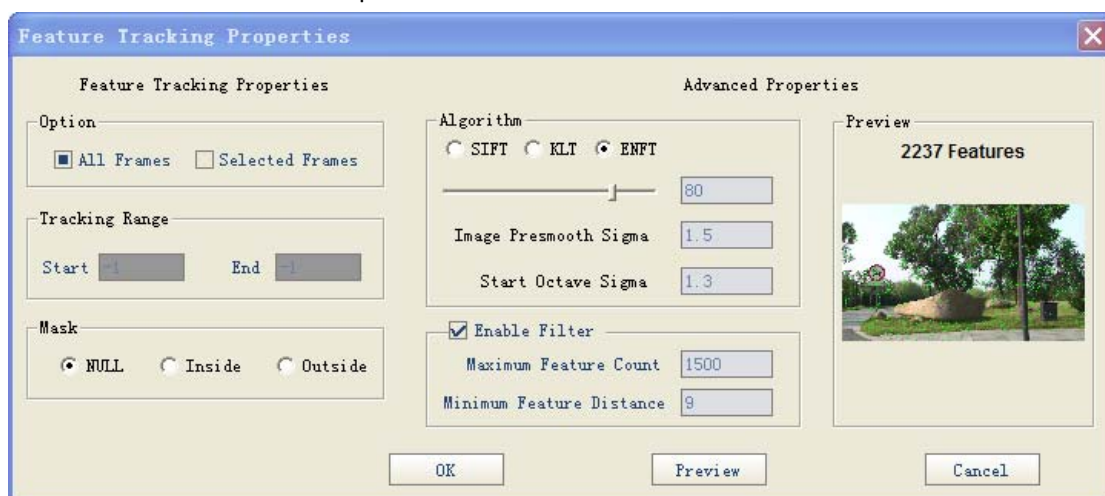 Feature Tracking Properties
Feature Tracking Properties
Advanced Properties
Option
All Frames
Selected Frames
Tracking Range
Start -1
End -1
Mask
NULL
Inside
Outside
Algorithm
SIFT KLT ENFT
80
Image Presmooth Sigma 1.5
Start Octave Sigma 1.3
Enable Filter
Maximum Feature Count 1500
Minimum Feature Distance 9
Preview
2237 Features
OK
Preview
Cancel